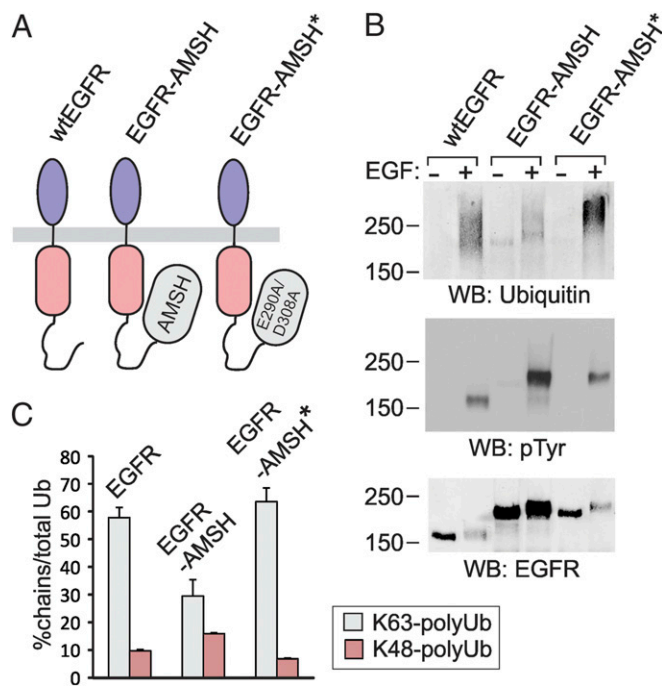 A
wtEGFR
EGFR-AMSH
EGFR-AMSH*
AMSH
E290A/
D308A
B
wtEGFR
EGFR-AMSH
EGFR-AMSH*
EGF: - + - + - +
250
150
WB: Ubiquitin
250
150
WB: pTyr
250
150
WB: EGFR
C
%chains/total Ub
80
70
60
50
40
30
20
10
0
EGFR
EGFR
-AMSH
EGFR
-AMSH*
K63-polyUb
K48-polyUb